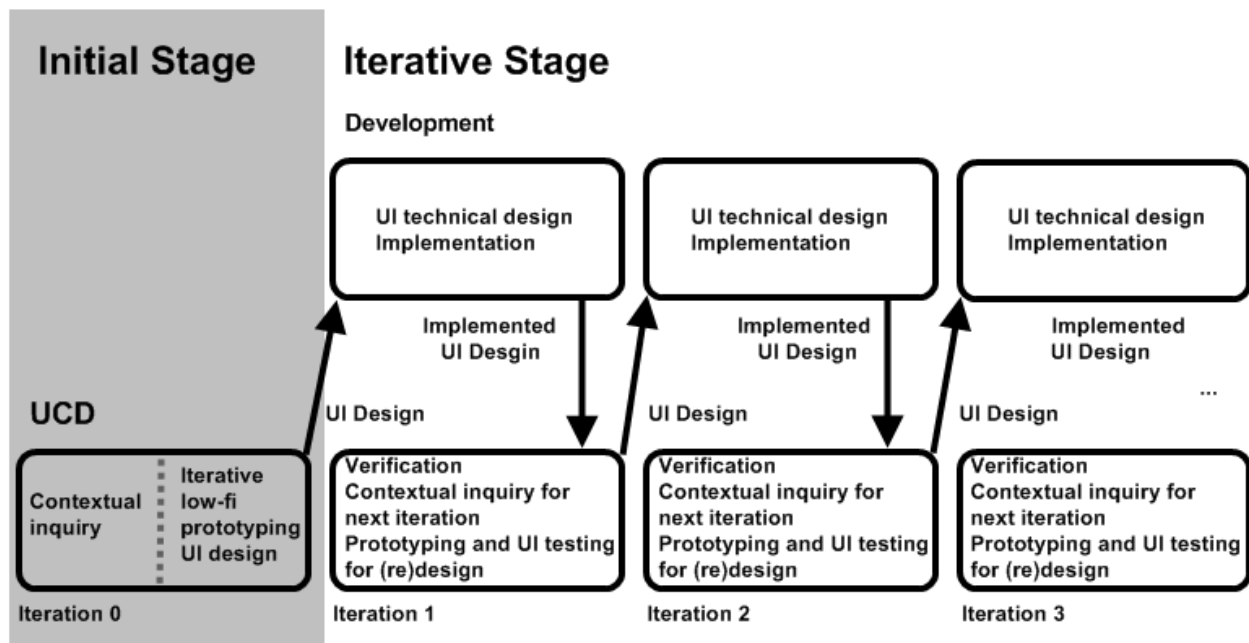 Initial Stage
Iterative Stage
Development
UI technical design
Implementation
UI technical design
Implementation
UI technical design
Implementation
Implemented
UI Desgin
Implemented
UI Design
Implemented
UI Design
...
UCD
UI Design
UI Design
UI Design
Contextual
inquiry
Iterative
low-fi
prototyping
UI design
Verification
Contextual inquiry for
next iteration
Prototyping and UI testing
for (re)design
Verification
Contextual inquiry for
next iteration
Prototyping and UI testing
for (re)design
Verification
Contextual inquiry for
next iteration
Prototyping and UI testing
for (re)design
Iteration 0
Iteration 1
Iteration 2
Iteration 3